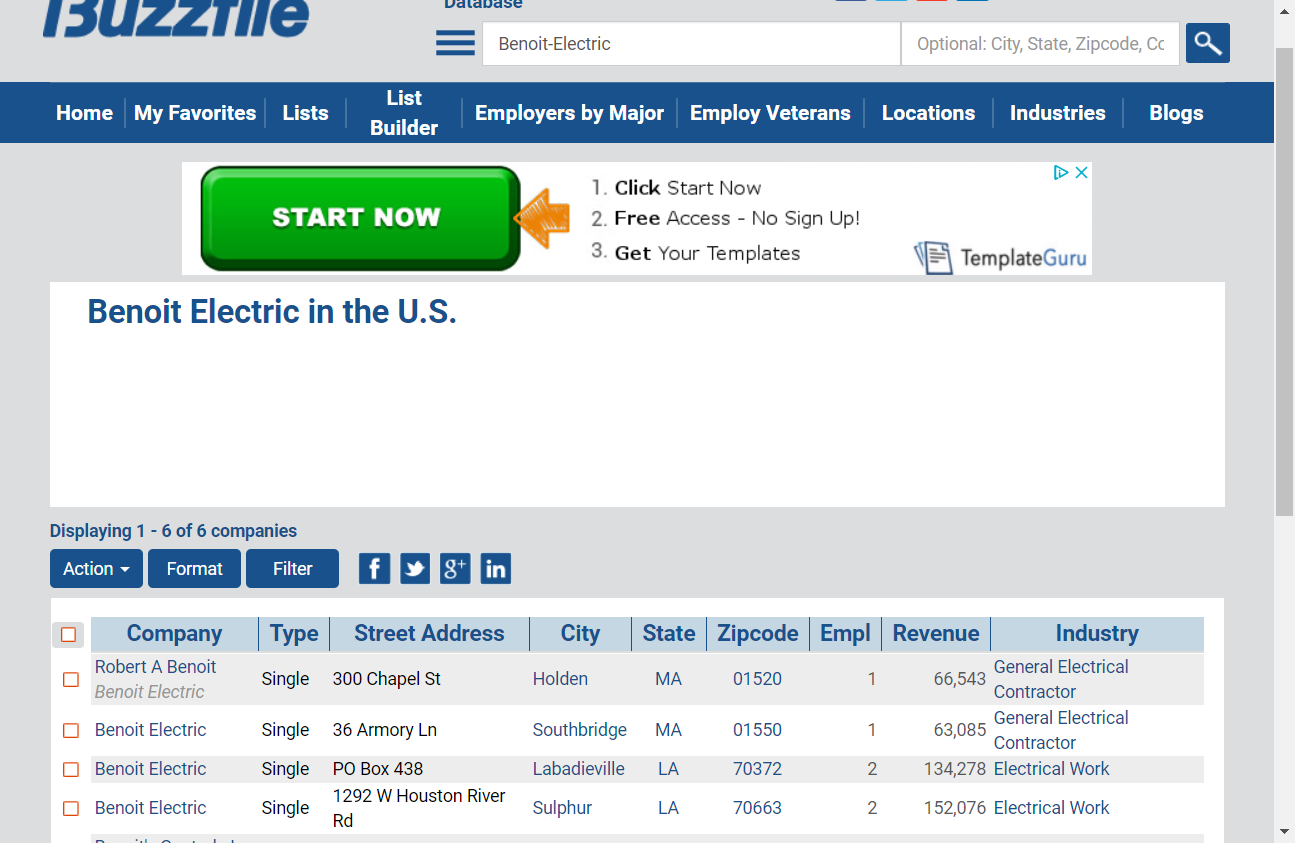 Buzzfile
Database
Benoit-Electric
Optional: City, State, Zipcode, Co
Home
My Favorites
Lists
List
Builder
Employers by Major
Employ Veterans
Locations
Industries
Blogs
START NOW
1. Click Start Now
2. Free Access - No Sign Up!
3. Get Your Templates
TemplateGuru
Benoit Electric in the U.S.
Displaying 1 - 6 of 6 companies
Action
Format
Filter
Company Type Street Address City State Zipcode Empl Revenue Industry
Robert A Benoit
Benoit Electric
Single 300 Chapel St Holden MA 01520 1 66,543
General Electrical
Contractor
Benoit Electric Single 36 Armory Ln Southbridge MA 01550 1 63,085
General Electrical
Contractor
Benoit Electric Single PO Box 438 Labadieville LA 70372 2 134,278 Electrical Work
Benoit Electric Single
1292 W Houston River
Rd
Sulphur LA 70663 2 152,076 Electrical Work